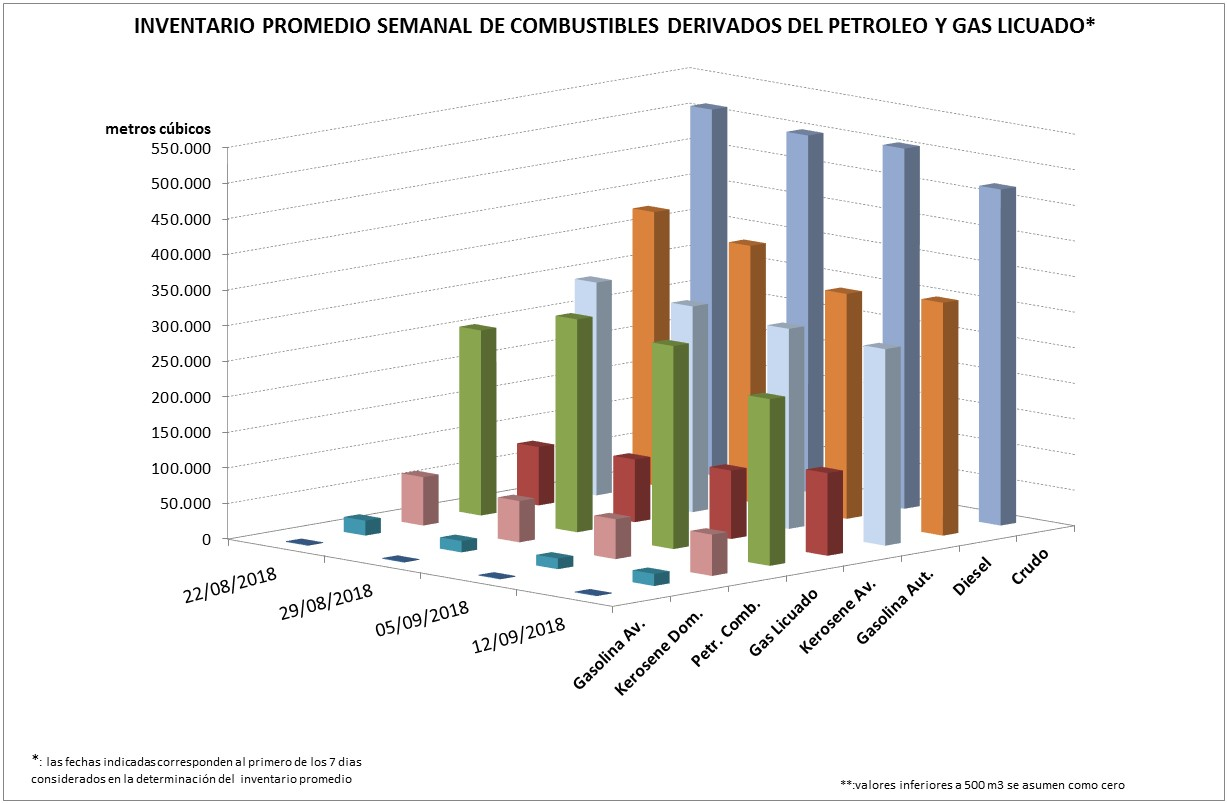 INVENTARIO PROMEDIO SEMANAL DE COMBUSTIBLES DERIVADOS DEL PETROLEO Y GAS LICUADO*
metros cúbicos
550.000
500.000
450.000
400.000
350.000
300.000
250.000
200.000
150.000
100.000
50.000
0
22/08/2018
29/08/2018
05/09/2018
12/09/2018
Gasolina Av.
Kerosene Dom.
Petr. Comb.
Gas Licuado
Kerosene Av.
Gasolina Aut.
Diesel
Crudo
*: las fechas indicadas corresponden al primero de los 7 dias
considerados en la determinación del inventario promedio
**:valores inferiores a 500 m3 se asumen como cero